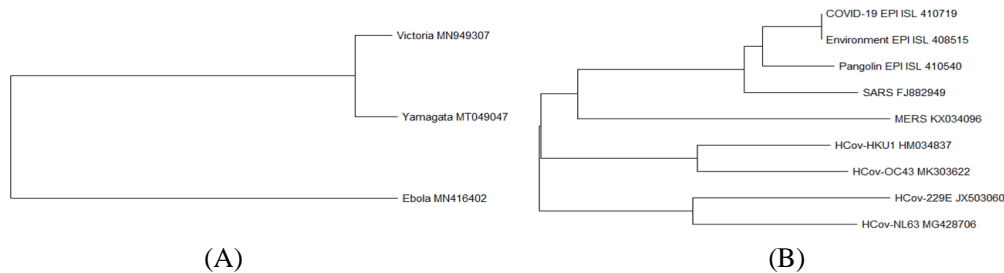 Victoria MN949307
Yamagata MT049047
Ebola MN416402
(A)
COVID-19 EPI ISL 410719
Environment EPI ISL 408515
Pangolin EPI ISL 410540
SARS FJ882949
MERS KX034096
HCov-HKU1 HM034837
HCov-OC43 MK303622
HCov-229E JX503060
HCov-NL63 MG428706
(B)